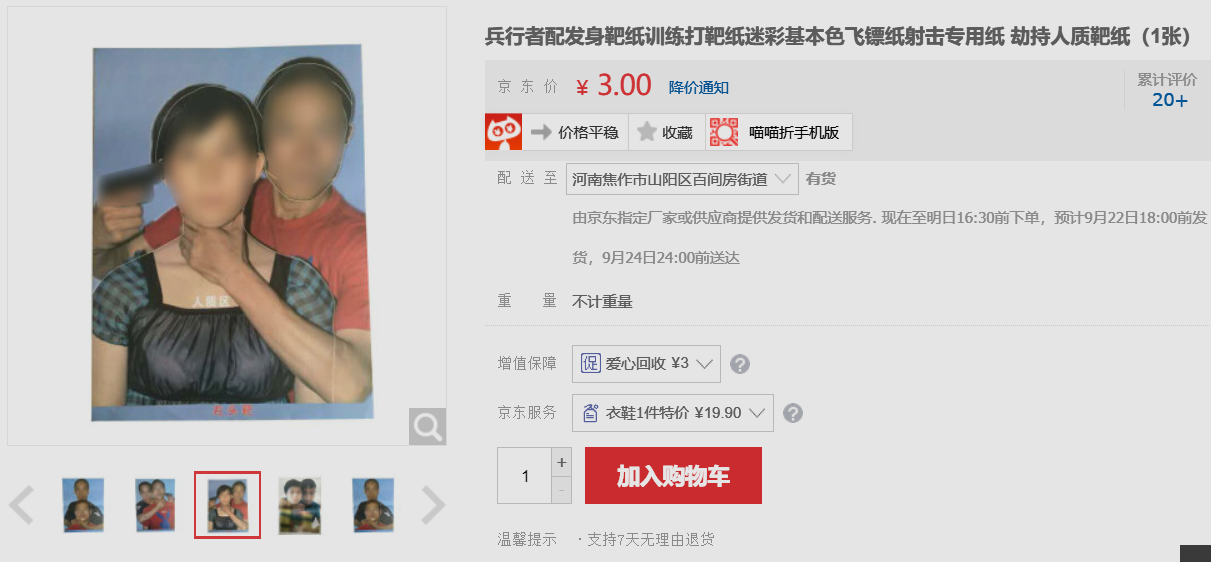 兵行者配发身靶纸训练打靶纸迷彩基本色飞镖纸射击专用纸 劫持人质靶纸（1张）
京 东 价 ￥ 3.00 降价通知
累计评价
20+
价格平稳 收藏 喵喵折手机版
配 送 至 河南焦作市山阳区百间房街道 有货
由京东指定厂家或供应商提供发货和配送服务. 现在至明日16:30前下单，预计9月22日18:00前发
货，9月24日24:00前送达
重 量 不计重量
增值保障 促 爱心回收 ¥3 ?
京东服务 衣鞋1件特价 ¥19.90 ?
1 + - 加入购物车
温馨提示 · 支持7天无理由退货